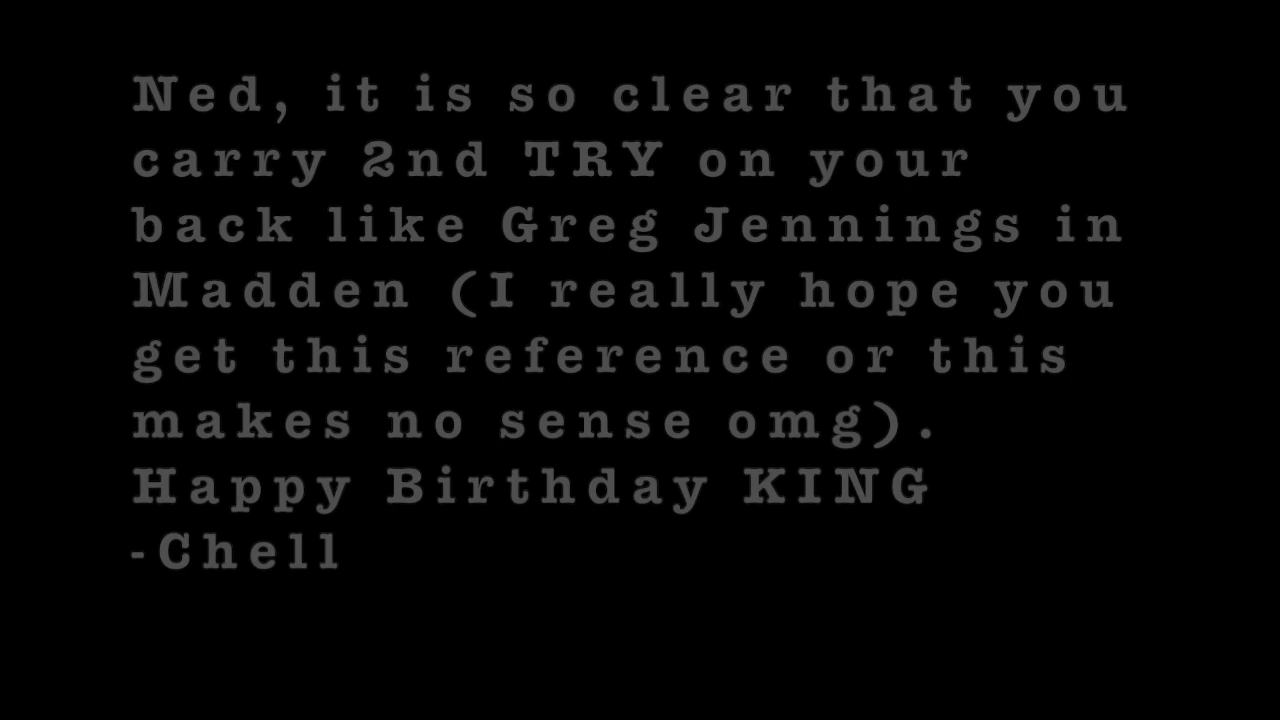 Ned, it is so clear that you
carry 2nd TRY on your
back like Greg Jennings in
Madden (I really hope you
get this reference or this
makes no sense omg).
Happy Birthday KING
-Chell